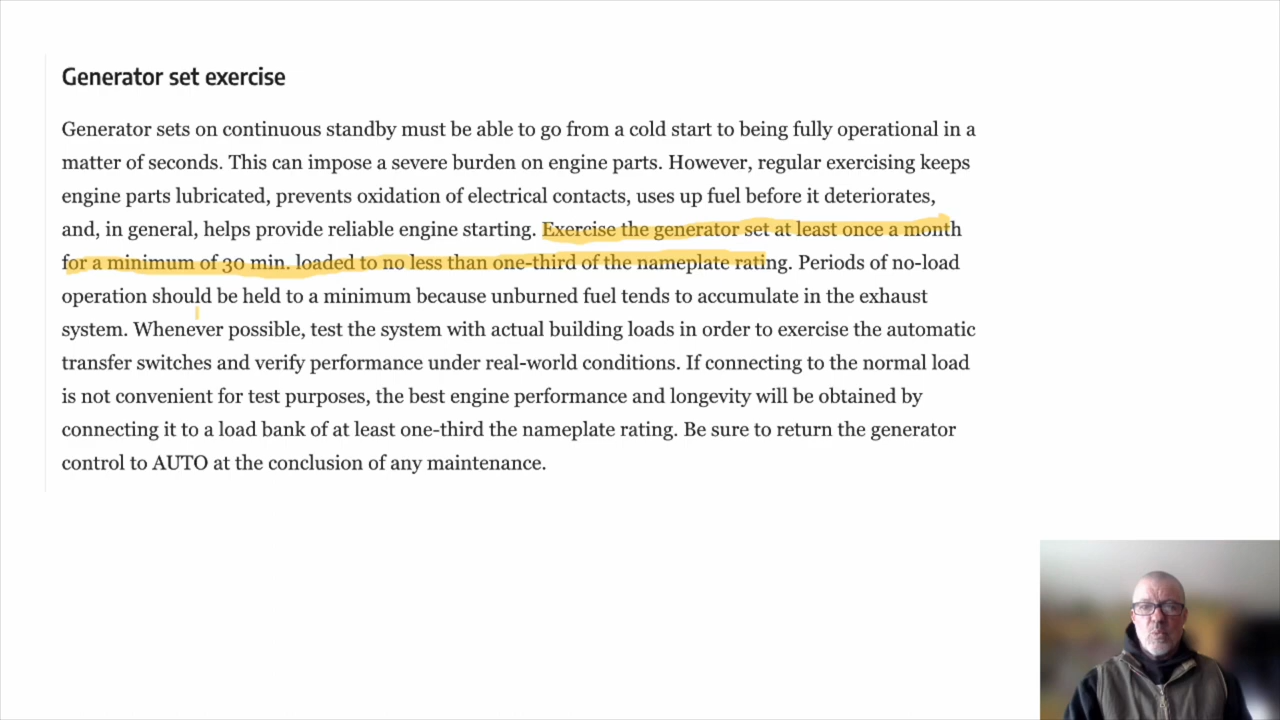 Generator set exercise
Generator sets on continuous standby must be able to go from a cold start to being fully operational in a
matter of seconds. This can impose a severe burden on engine parts. However, regular exercising keeps
engine parts lubricated, prevents oxidation of electrical contacts, uses up fuel before it deteriorates,
and, in general, helps provide reliable engine starting. Exercise the generator set at least once a month
for a minimum of 30 min. loaded to no less than one-third of the nameplate rating. Periods of no-load
operation should be held to a minimum because unburned fuel tends to accumulate in the exhaust
system. Whenever possible, test the system with actual building loads in order to exercise the automatic
transfer switches and verify performance under real-world conditions. If connecting to the normal load
is not convenient for test purposes, the best engine performance and longevity will be obtained by
connecting it to a load bank of at least one-third the nameplate rating. Be sure to return the generator
control to AUTO at the conclusion of any maintenance.